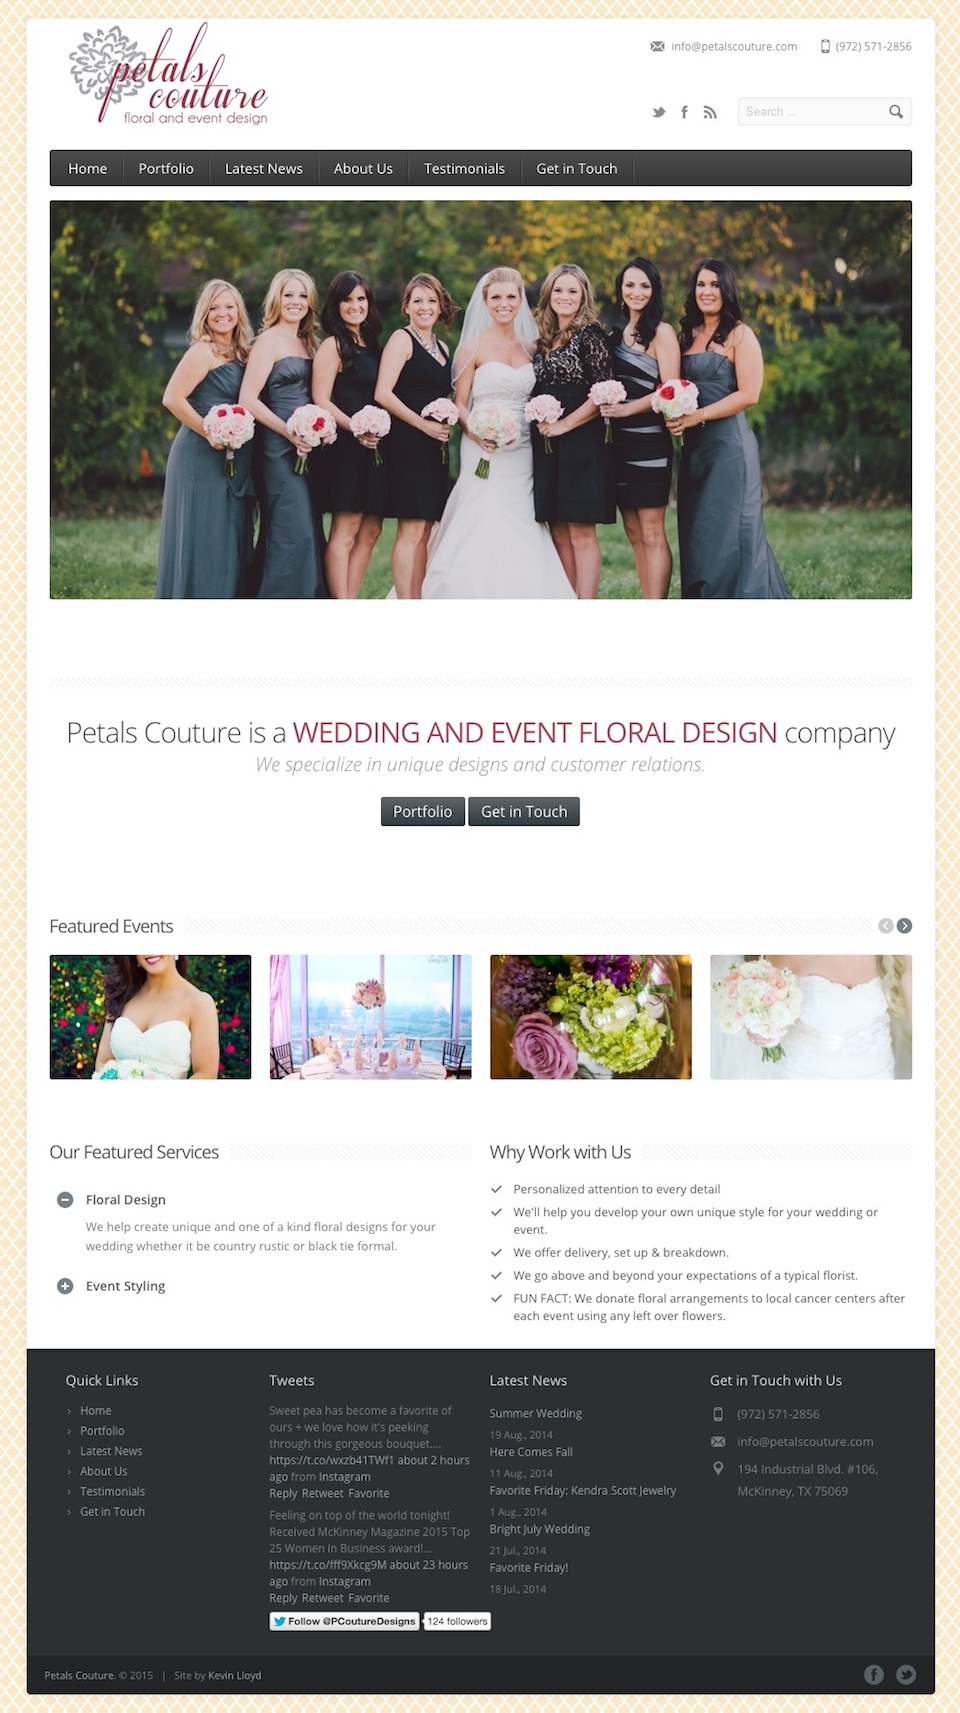 petals
couture
floral and event design
info@petalscouture.com
(972) 571-2856
Search ...
Home
Portfolio
Latest News
About Us
Testimonials
Get in Touch
Petals Couture is a WEDDING AND EVENT FLORAL DESIGN company
We specialize in unique designs and customer relations.
Portfolio
Get in Touch
Featured Events
Our Featured Services
Floral Design
We help create unique and one of a kind floral designs for your
wedding whether it be country rustic or black tie formal.
Event Styling
Why Work with Us
Personalized attention to every detail
We'll help you develop your own unique style for your wedding or
event.
We offer delivery, set up & breakdown.
We go above and beyond your expectations of a typical florist.
FUN FACT: We donate floral arrangements to local cancer centers after
each event using any left over flowers.
Quick Links
Home
Portfolio
Latest News
About Us
Testimonials
Get in Touch
Tweets
Sweet pea has become a favorite of
ours + we love how it's peeking
through this gorgeous bouquet....
https://t.co/wxzb41TWf1 about 2 hours
ago from Instagram
Reply Retweet Favorite
Feeling on top of the world tonight!
Received McKinney Magazine 2015 Top
25 Women in Business award!...
https://t.co/fff9Xkcg9M about 23 hours
ago from Instagram
Reply Retweet Favorite
Follow @PCoutureDesigns
124 followers
Latest News
Summer Wedding
19 Aug., 2014
Here Comes Fall
11 Aug., 2014
Favorite Friday: Kendra Scott Jewelry
1 Aug., 2014
Bright July Wedding
21 Jul., 2014
Favorite Friday!
18 Jul., 2014
Get in Touch with Us
(972) 571-2856
info@petalscouture.com
194 Industrial Blvd. #106,
McKinney, TX 75069
Petals Couture. © 2015 | Site by Kevin Lloyd